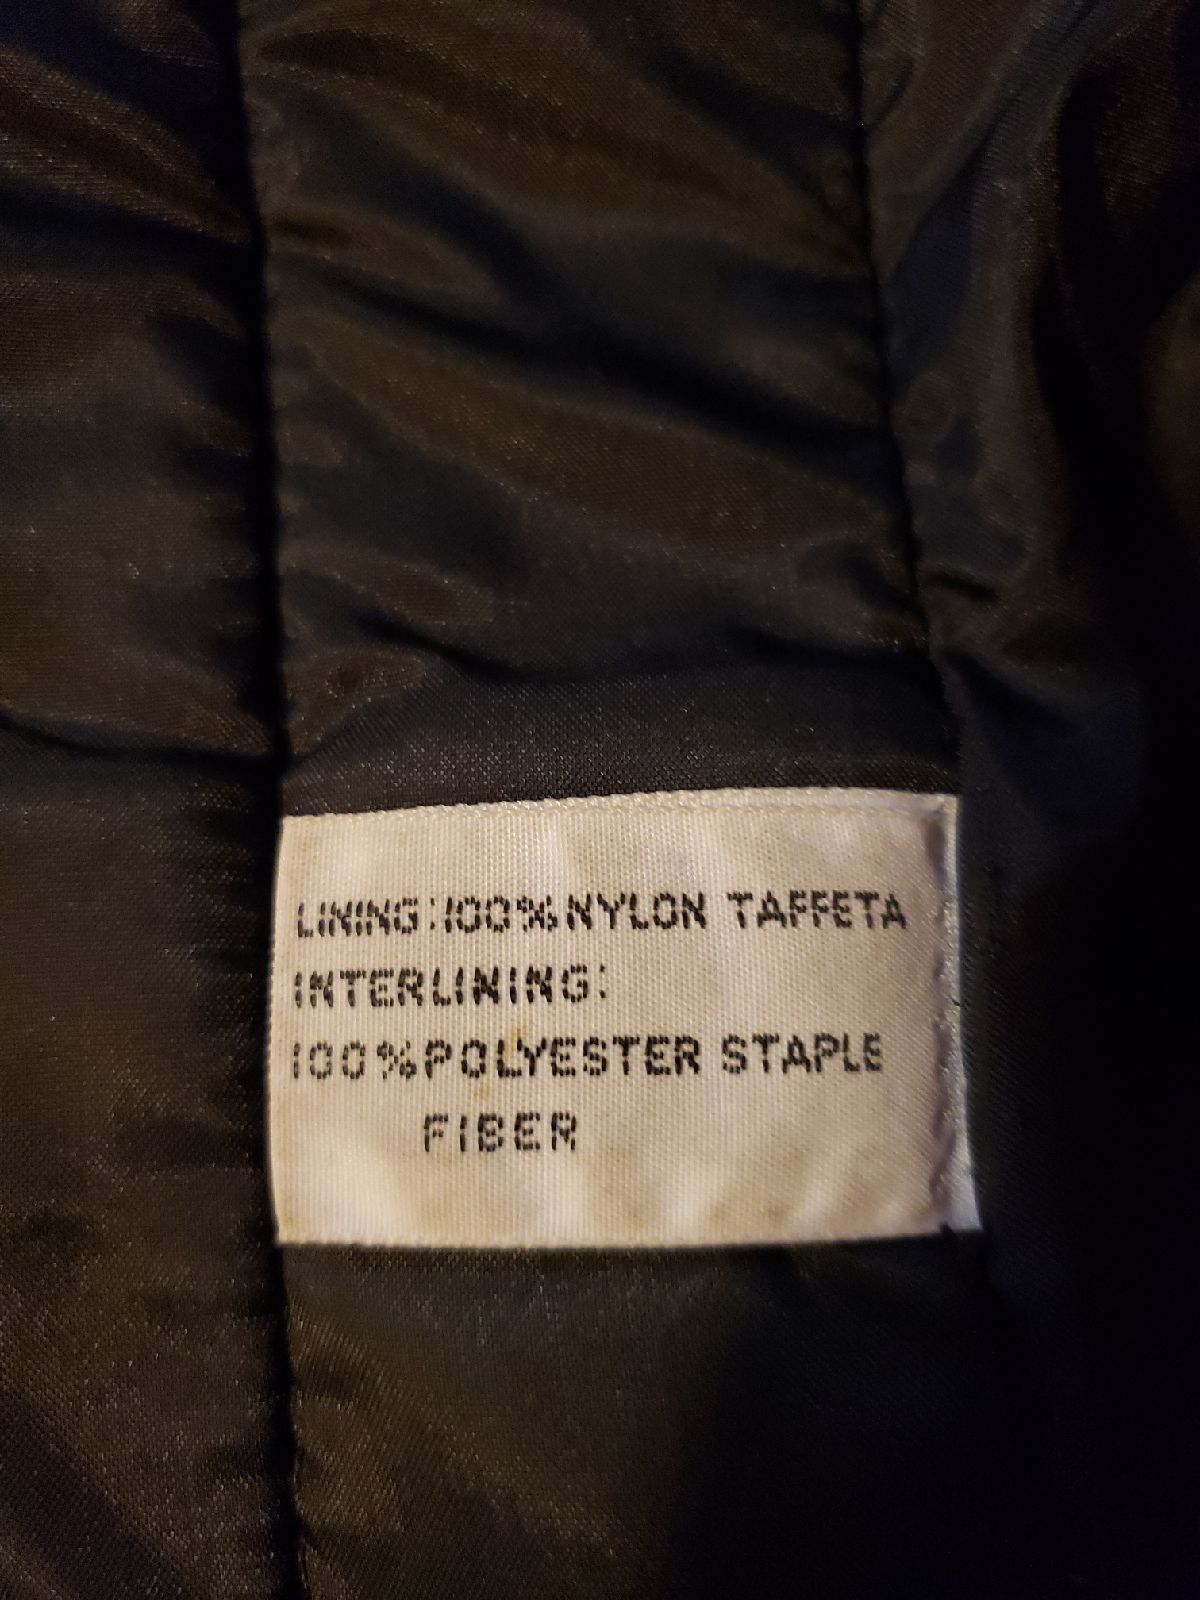 LINING:100%NYLON TAFFETA
INTERLINING:
100%POLYESTER STAPLE
FIBER